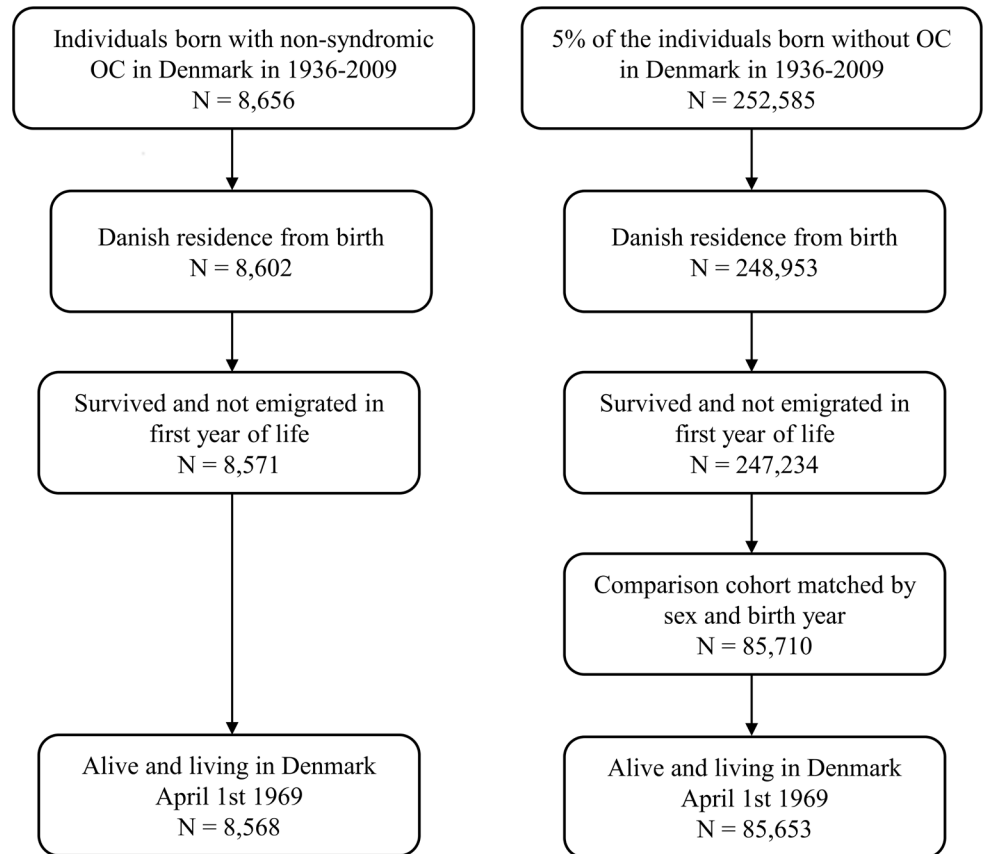 Individuals born with non-syndromic
OC in Denmark in 1936-2009
N = 8,656
5% of the individuals born without OC
in Denmark in 1936-2009
N = 252,585
Danish residence from birth
N = 8,602
Danish residence from birth
N = 248,953
Survived and not emigrated in
first year of life
N = 8,571
Survived and not emigrated in
first year of life
N = 247,234
Comparison cohort matched by
sex and birth year
N = 85,710
Alive and living in Denmark
April 1st 1969
N = 8,568
Alive and living in Denmark
April 1st 1969
N = 85,653